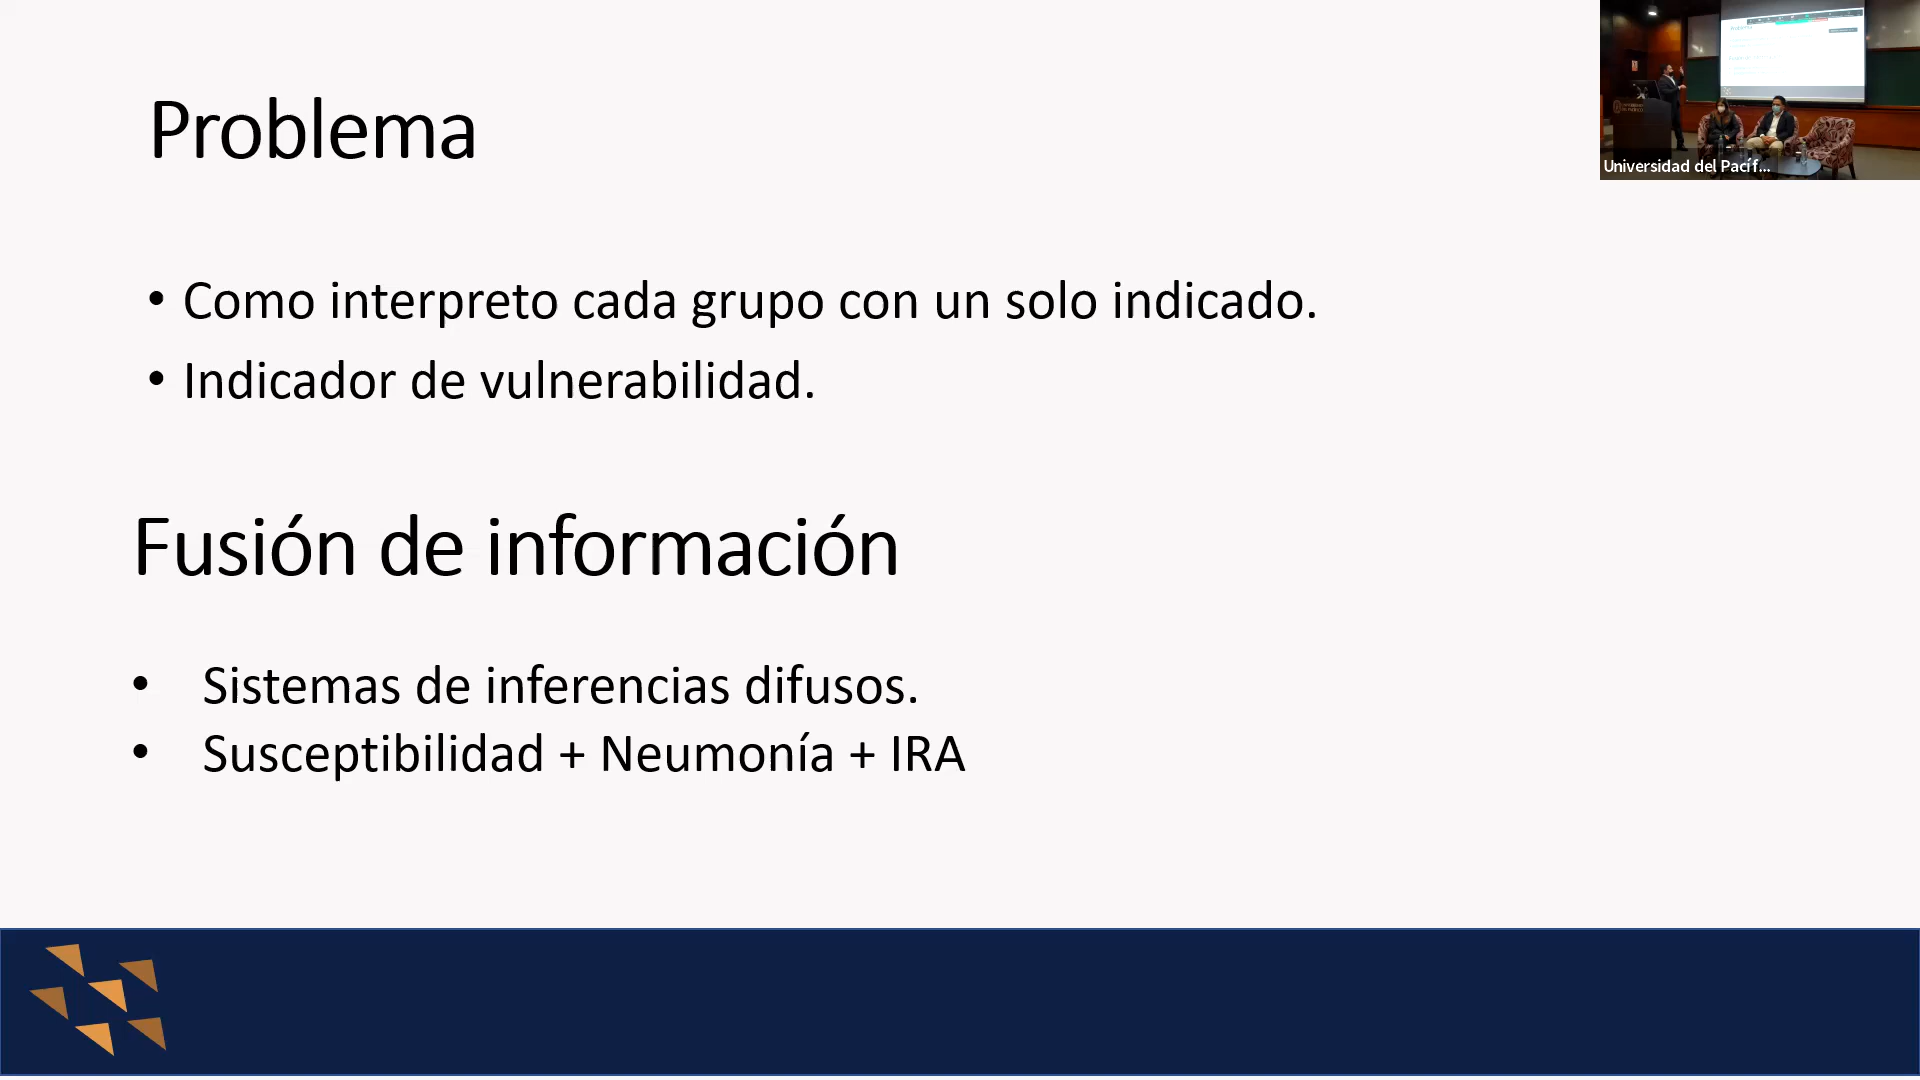 Problema
• Como interpreto cada grupo con un solo indicado.
• Indicador de vulnerabilidad.
Fusión de información
• Sistemas de inferencias difusos.
• Susceptibilidad + Neumonía + IRA
Universidad del Pacíf...